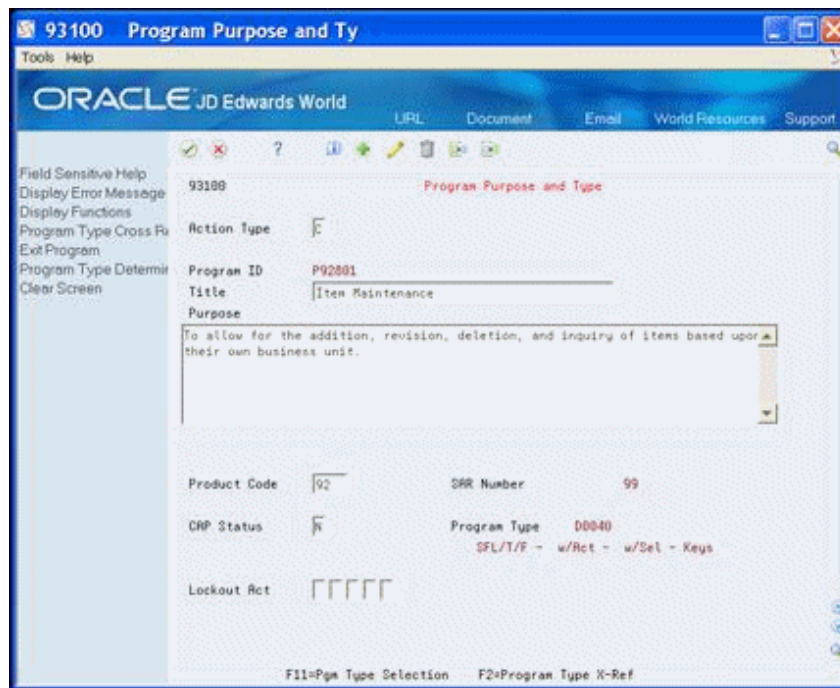 93100 Program Purpose and Ty
Tools Help
ORACLE JD Edwards World
URL Document Email World Resources Support
Field Sensitive Help
Display Error Message
Display Functions
Program Type Cross Re
Exit Program
Program Type Determin
Clear Screen
93100 Program Purpose and Type
Action Type C
Program ID P92801
Title Item Maintenance
Purpose
To allow for the addition, revision, deletion, and inquiry of items based upon
their own business unit.
Product Code 92 SAR Number 99
CAP Status N Program Type D0040
SFL/T/F - w/Act - w/Sel - Keys
Lockout Act
F11=Pgm Type Selection F2=Program Type X-Ref